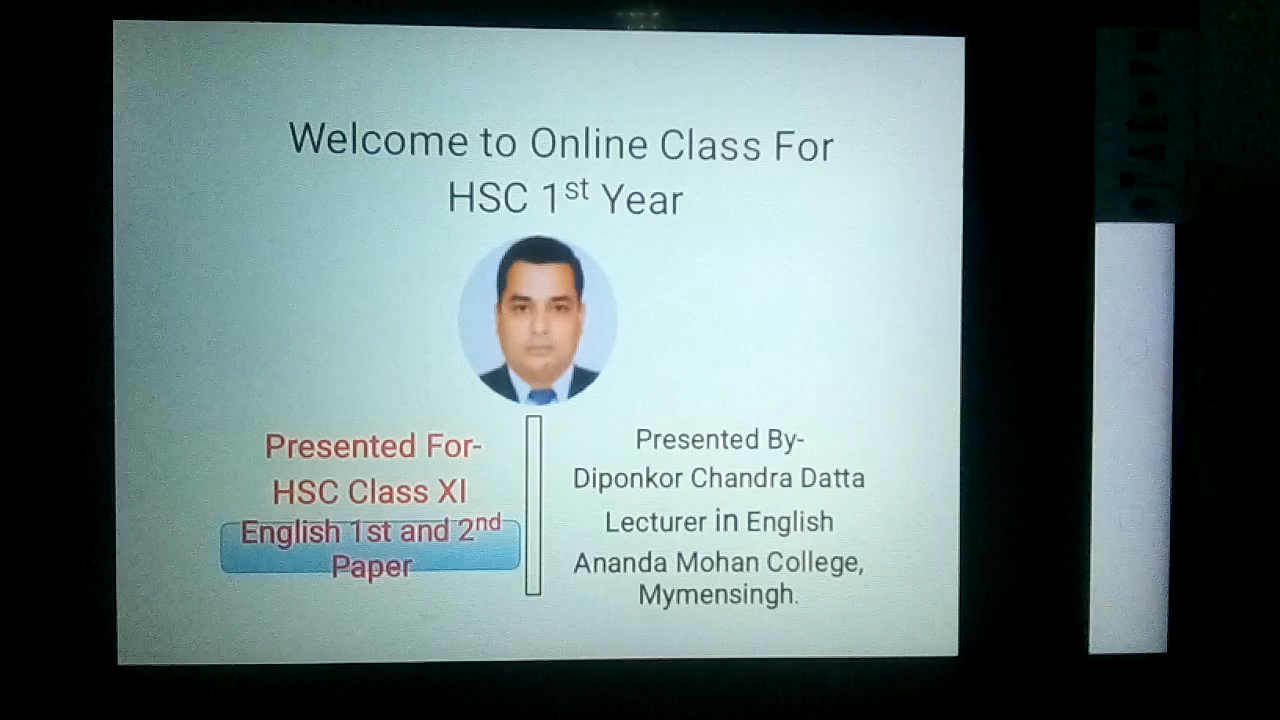 Welcome to Online Class For
HSC 1st Year
Presented For-
HSC Class XI
English 1st and 2nd
Paper
Presented By-
Diponkor Chandra Datta
Lecturer in English
Ananda Mohan College,
Mymensingh.